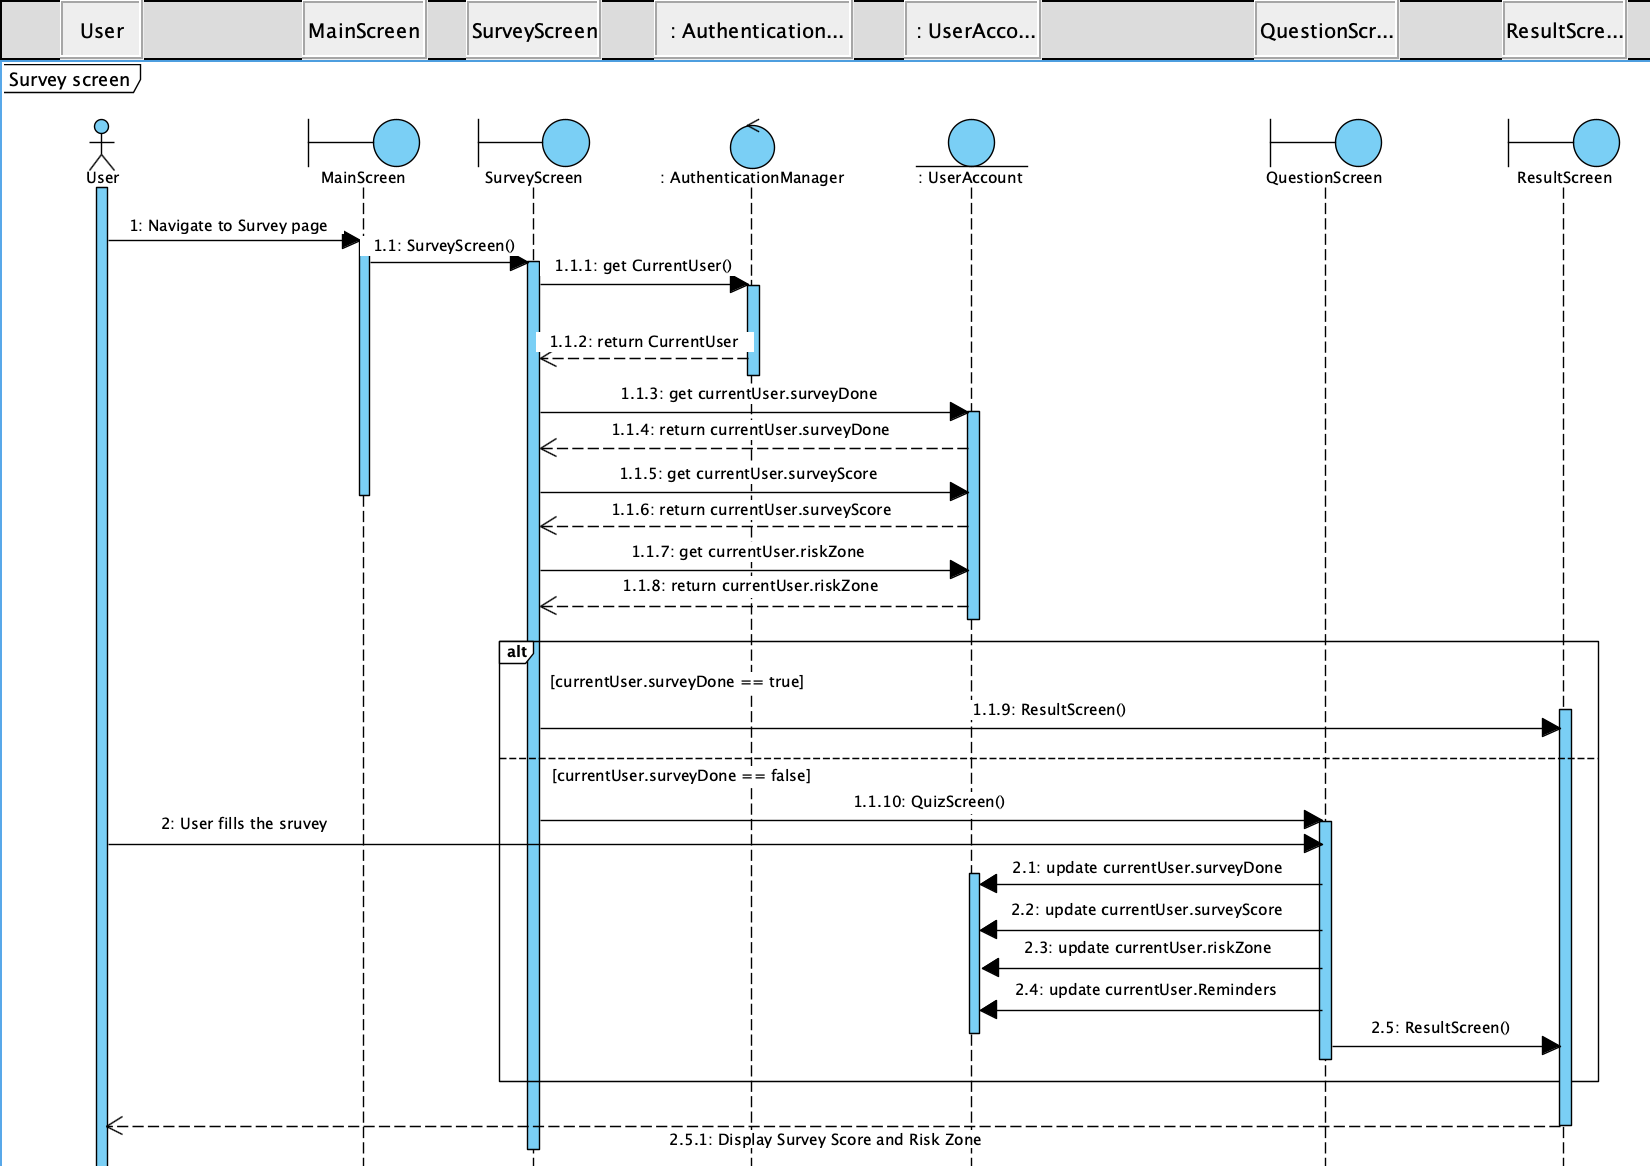 User
MainScreen
SurveyScreen
: Authentication...
: UserAcco...
QuestionScr...
ResultScre...
Survey screen
User
MainScreen
SurveyScreen
: AuthenticationManager
: UserAccount
QuestionScreen
ResultScreen
1: Navigate to Survey page
1.1: SurveyScreen()
1.1.1: get CurrentUser()
1.1.2: return CurrentUser
1.1.3: get currentUser.surveyDone
1.1.4: return currentUser.surveyDone
1.1.5: get currentUser.surveyScore
1.1.6: return currentUser.surveyScore
1.1.7: get currentUser.riskZone
1.1.8: return currentUser.riskZone
alt
[currentUser.surveyDone == true]
1.1.9: ResultScreen()
[currentUser.surveyDone == false]
1.1.10: QuizScreen()
2: User fills the sruvey
2.1: update currentUser.surveyDone
2.2: update currentUser.surveyScore
2.3: update currentUser.riskZone
2.4: update currentUser.Reminders
2.5: ResultScreen()
2.5.1: Display Survey Score and Risk Zone